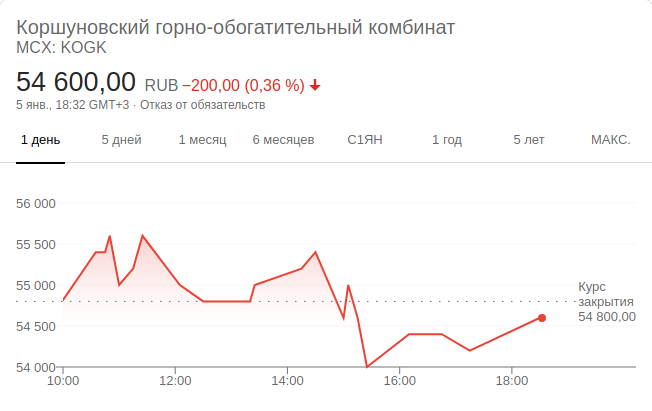 Коршуновский горно-обогатительный комбинат
MCX: KOGK
54 600,00 RUB −200,00 (0,36 %)
5 янв., 18:32 GMT+3 · Отказ от обязательств
1 день 5 дней 1 месяц 6 месяцев С1ЯН 1 год 5 лет МАКС.
56 000
55 500
55 000
54 500
54 000
Курс
закрытия
54 800,00
10:00 12:00 14:00 16:00 18:00